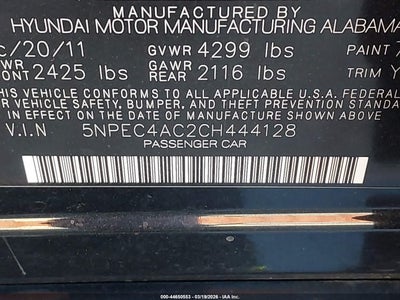 MANUFACTURED BY
HYUNDAI MOTOR MANUFACTURING ALABAMA
/20/11 GVWR 4299 lbs PAINT
2425 lbs GAWR REAR 2116 lbs TRIM Y
THIS VEHICLE CONFORMS TO ALL APPLICABLE U.S.A. FEDERAL
VEHICLE SAFETY, BUMPER, AND THEFT PREVENTION STANDARDS
IN EFFECT ON THE DATE OF MANUFACTURE SHOWN ABOVE.
V.I.N 5NPEC4AC2CH444128
PASSENGER CAR
000-44650553 - 03/19/2026 - IAA Inc.